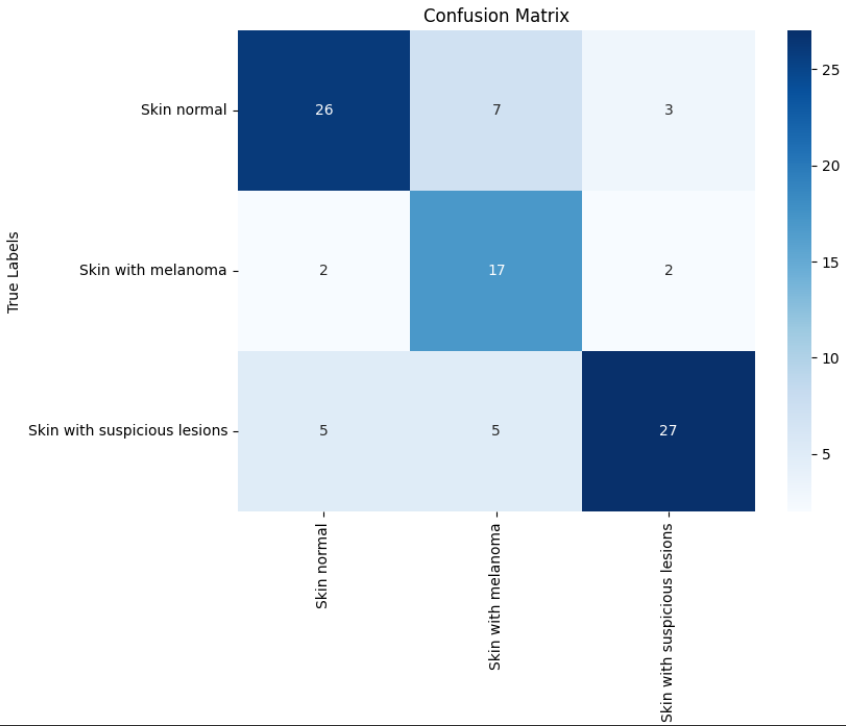 Confusion Matrix
Skin normal
26
7
3
25
20
True Labels
Skin with melanoma
2
17
2
15
10
Skin with suspicious lesions
5
5
27
5
Skin normal
Skin with melanoma
Skin with suspicious lesions